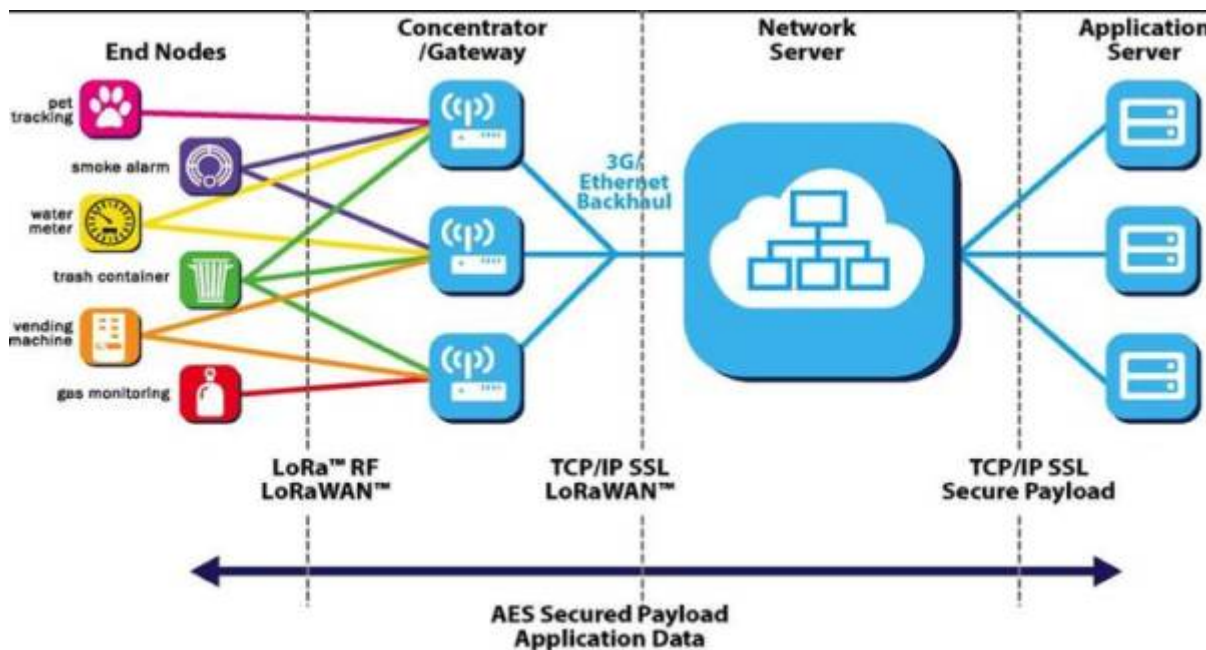 End Nodes
Concentrator
/Gateway
Network
Server
Application
Server
pet
tracking
smoke alarm
water
meter
trash container
vending
machine
gas monitoring
3G/
Ethernet
Backhaul
LoRa™ RF
LoRaWAN™
TCP/IP SSL
LoRaWAN™
TCP/IP SSL
Secure Payload
AES Secured Payload
Application Data